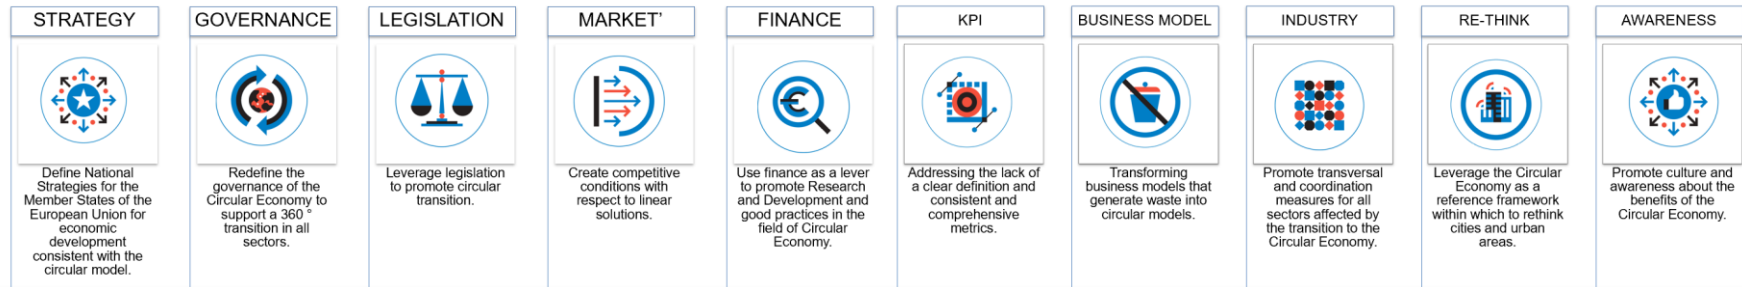 STRATEGY
Define National
Strategies for the
Member States of the
European Union for
economic
development
consistent with the
circular model.
GOVERNANCE
Redefine the
governance of the
Circular Economy to
support a 360 °
transition in all
sectors.
LEGISLATION
Leverage legislation
to promote circular
transition.
MARKET’
Create competitive
conditions with
respect to linear
solutions.
FINANCE
Use finance as a lever
to promote Research
and Development and
good practices in the
field of Circular
Economy.
KPI
Addressing the lack of
a clear definition and
consistent and
comprehensive
metrics.
BUSINESS MODEL
Transforming
business models that
generate waste into
circular models.
INDUSTRY
Promote transversal
and coordination
measures for all
sectors affected by
the transition to the
Circular Economy.
RE-THINK
Leverage the Circular
Economy as a
reference framework
within which to rethink
cities and urban
areas.
AWARENESS
Promote culture and
awareness about the
benefits of the
Circular Economy.